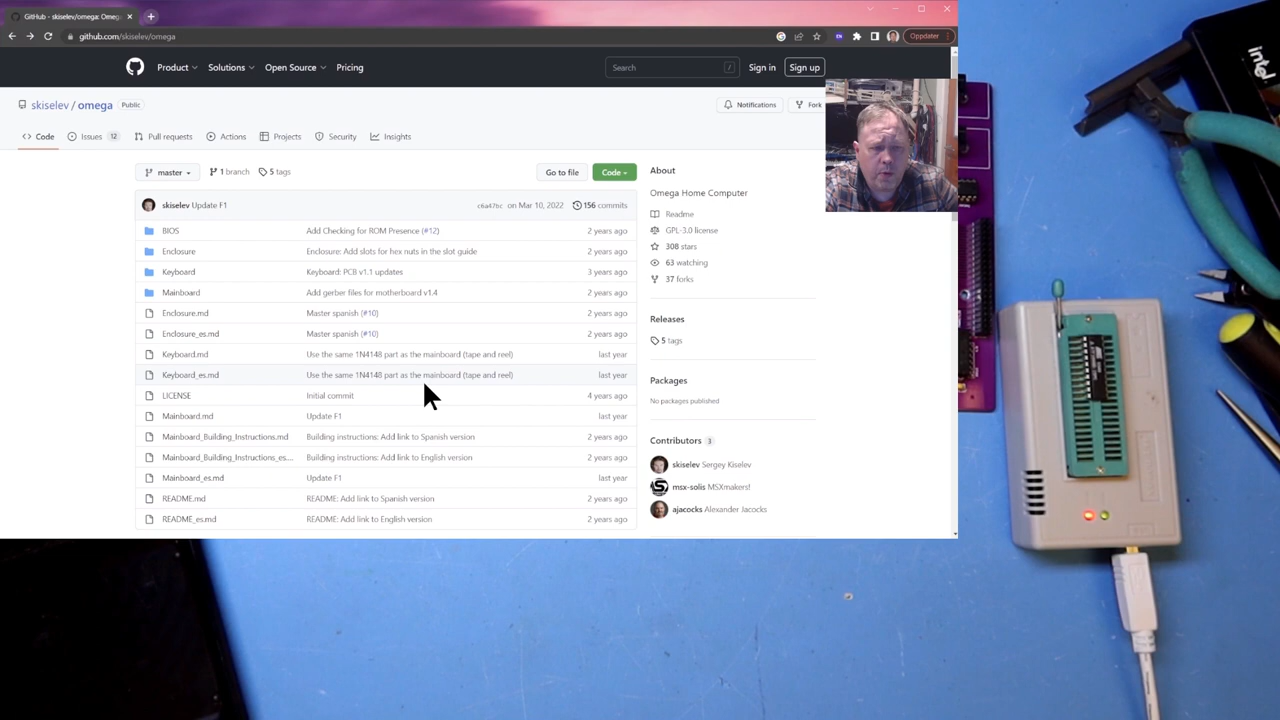 GitHub - skiselev/omega: Omeg
github.com/skiselev/omega
EN
Oppdater
Product
Solutions
Open Source
Pricing
Search
/
Sign in
Sign up
skiselev / omega
Public
Notifications
Fork
Code
Issues 12
Pull requests
Actions
Projects
Security
Insights
master
1 branch
5 tags
Go to file
Code
skiselev Update F1
c6a47bc on Mar 10, 2022
156 commits
BIOS Add Checking for ROM Presence (#12) 2 years ago
Enclosure Enclosure: Add slots for hex nuts in the slot guide 2 years ago
Keyboard Keyboard: PCB v1.1 updates 3 years ago
Mainboard Add gerber files for motherboard v1.4 2 years ago
Enclosure.md Master spanish (#10) 2 years ago
Enclosure_es.md Master spanish (#10) 2 years ago
Keyboard.md Use the same 1N4148 part as the mainboard (tape and reel) last year
Keyboard_es.md Use the same 1N4148 part as the mainboard (tape and reel) last year
LICENSE Initial commit 4 years ago
Mainboard.md Update F1 last year
Mainboard_Building_Instructions.md Building instructions: Add link to Spanish version 2 years ago
Mainboard_Building_Instructions_es.... Building instructions: Add link to English version 2 years ago
Mainboard_es.md Update F1 last year
README.md README: Add link to Spanish version 2 years ago
README_es.md README: Add link to English version 2 years ago
About
Omega Home Computer
Readme
GPL-3.0 license
308 stars
63 watching
37 forks
Releases
5 tags
Packages
No packages published
Contributors 3
skiselev Sergey Kiselev
msx-solis MSXmakers!
ajacocks Alexander Jacocks
intel